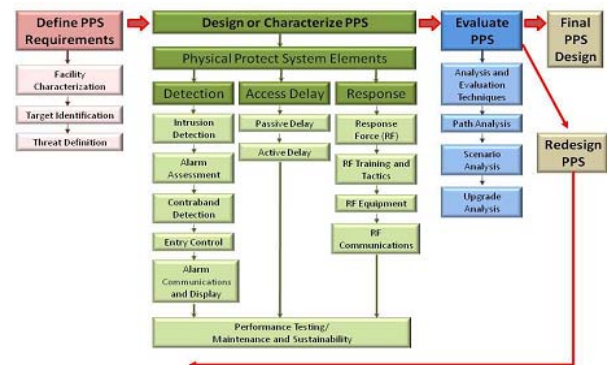 Define PPS
Requirements
Facility
Characterization
Target Identification
Threat Definition
Design or Characterize PPS
Physical Protect System Elements
Detection
Intrusion
Detection
Alarm
Assessment
Contraband
Detection
Entry Control
Alarm
Communications
and Display
Access Delay
Passive Delay
Active Delay
Response
Response
Force (RF)
RF Training and
Tactics
RF Equipment
RF
Communications
Performance Testing/
Maintenance and Sustainability
Evaluate
PPS
Analysis and
Evaluation
Techniques
Path Analysis
Scenario
Analysis
Upgrade
Analysis
Final
PPS
Design
Redesign
PPS